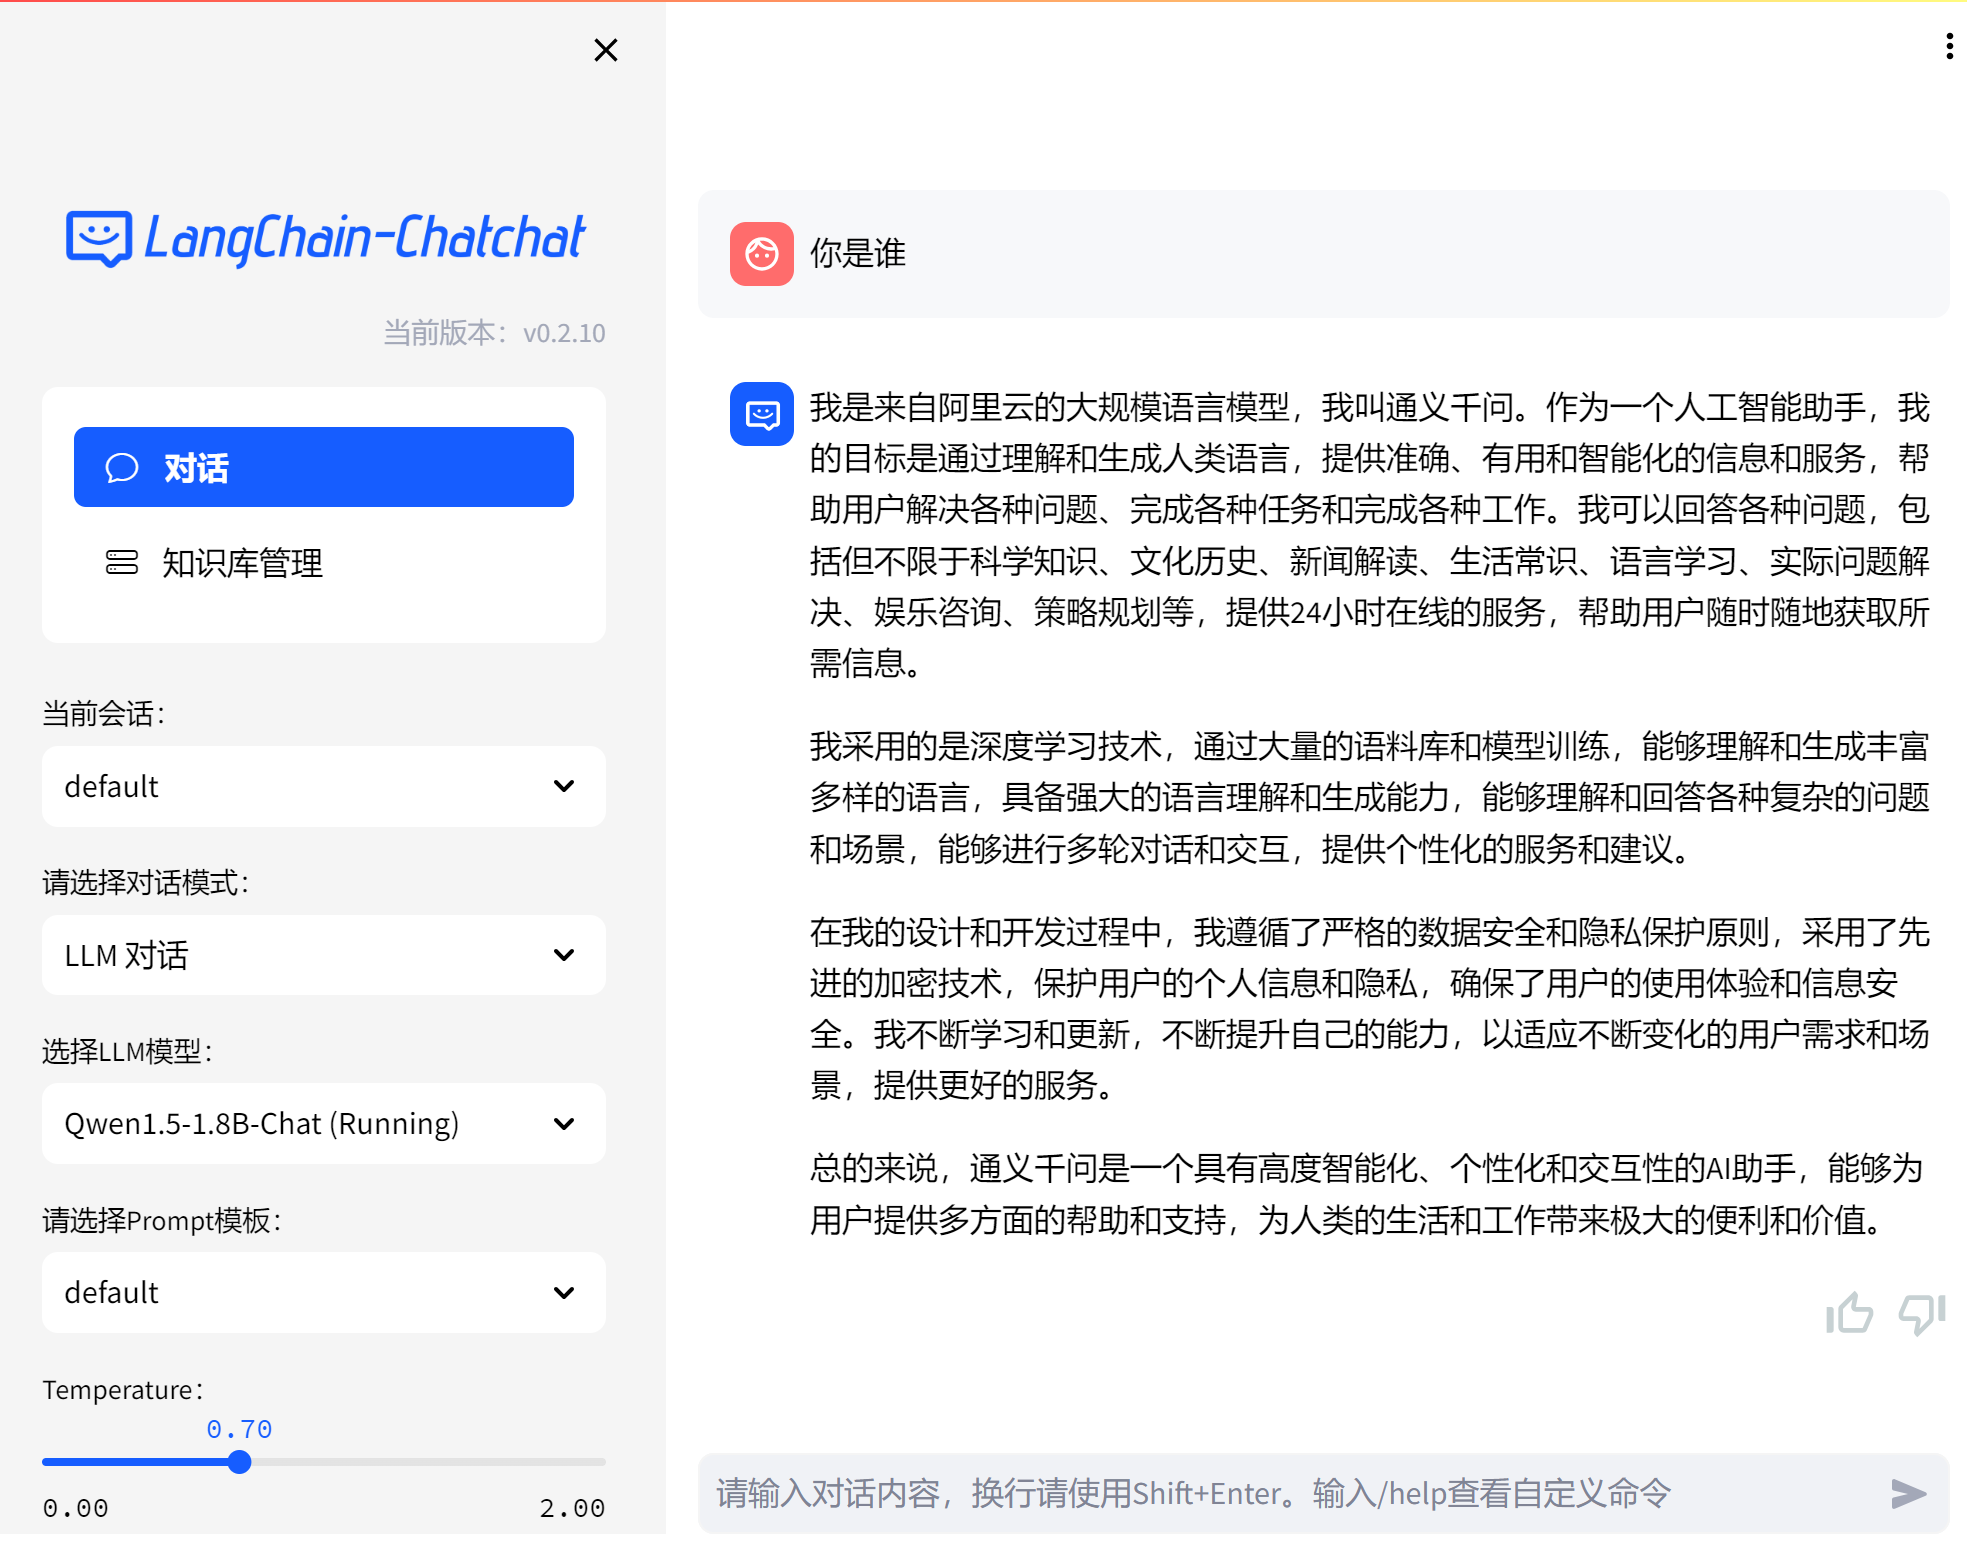 LangChain-Chatchat
当前版本：v0.2.10
对话
知识库管理
当前会话：
default
请选择对话模式：
LLM 对话
选择LLM模型：
Qwen1.5-1.8B-Chat (Running)
请选择Prompt模板：
default
Temperature：
0.70
0.00
2.00
你是谁
我是来自阿里云的大规模语言模型，我叫通义千问。作为一个人工智能助手，我
的目标是通过理解和生成人类语言，提供准确、有用和智能化的信息和服务，帮
助用户解决各种问题、完成各种任务和完成各种工作。我可以回答各种问题，包
括但不限于科学知识、文化历史、新闻解读、生活常识、语言学习、实际问题解
决、娱乐咨询、策略规划等，提供24小时在线的服务，帮助用户随时随地获取所
需信息。
我采用的是深度学习技术，通过大量的语料库和模型训练，能够理解和生成丰富
多样的语言，具备强大的语言理解和生成能力，能够理解和回答各种复杂的问题
和场景，能够进行多轮对话和交互，提供个性化的服务和建议。
在我的设计和开发过程中，我遵循了严格的数据安全和隐私保护原则，采用了先
进的加密技术，保护用户的个人信息和隐私，确保了用户的使用体验和信息安
全。我不断学习和更新，不断提升自己的能力，以适应不断变化的用户需求和场
景，提供更好的服务。
总的来说，通义千问是一个具有高度智能化、个性化和交互性的AI助手，能够为
用户提供多方面的帮助和支持，为人类的生活和工作带来极大的便利和价值。
请输入对话内容，换行请使用Shift+Enter。输入/help查看自定义命令